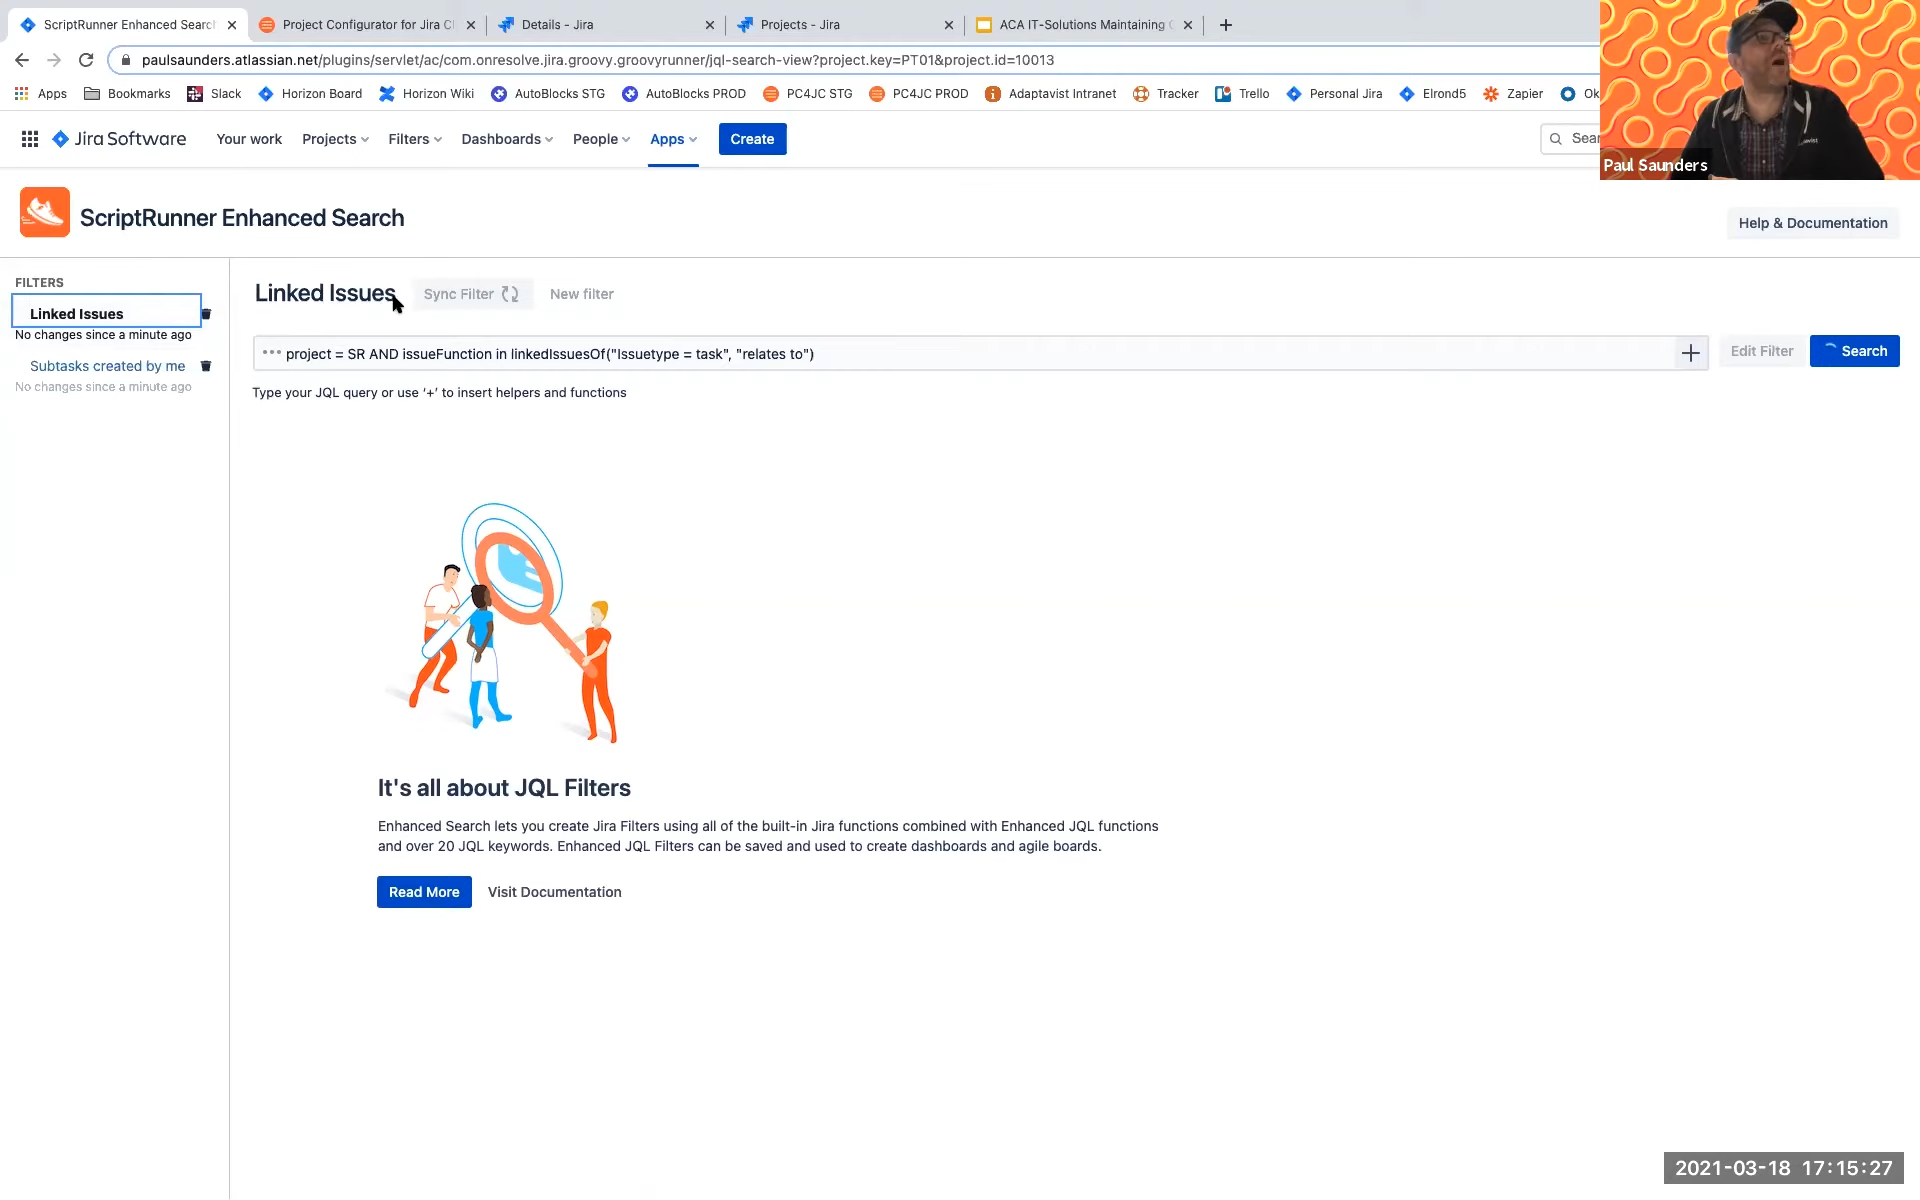 ScriptRunner Enhanced Search
Project Configurator for Jira Cl
Details - Jira
Projects - Jira
ACA IT-Solutions Maintaining
paulsaunders.atlassian.net/plugins/servlet/ac/com.onresolve.jira.groovy.groovyrunner/jql-search-view?project.key=PT01&project.id=10013
Apps Bookmarks Slack Horizon Board Horizon Wiki AutoBlocks STG AutoBlocks PROD PC4JC STG PC4JC PROD Adaptavist Intranet Tracker Trello Personal Jira Elrond5 Zapier Ok
Jira Software Your work Projects Filters Dashboards People Apps Create Sear
Paul Saunders
ScriptRunner Enhanced Search
Help & Documentation
FILTERS
Linked Issues
No changes since a minute ago
Subtasks created by me
No changes since a minute ago
Linked Issues Sync Filter New filter
project = SR AND issueFunction in linkedIssuesOf("Issuetype = task", "relates to")
Edit Filter Search
Type your JQL query or use ‘+’ to insert helpers and functions
It's all about JQL Filters
Enhanced Search lets you create Jira Filters using all of the built-in Jira functions combined with Enhanced JQL functions
and over 20 JQL keywords. Enhanced JQL Filters can be saved and used to create dashboards and agile boards.
Read More Visit Documentation
2021-03-18 17:15:27